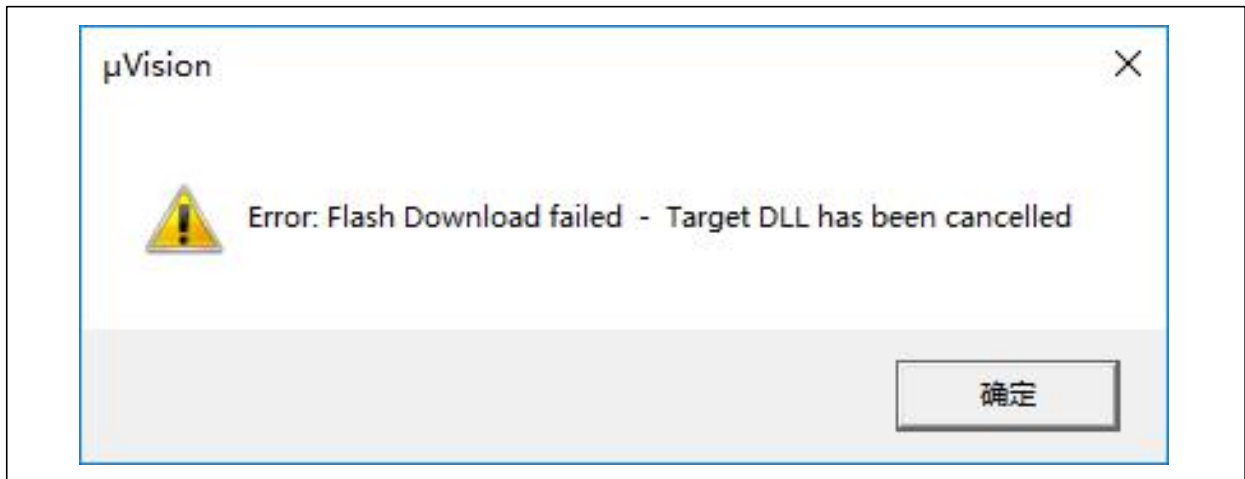 µVision
Error: Flash Download failed - Target DLL has been cancelled
确定